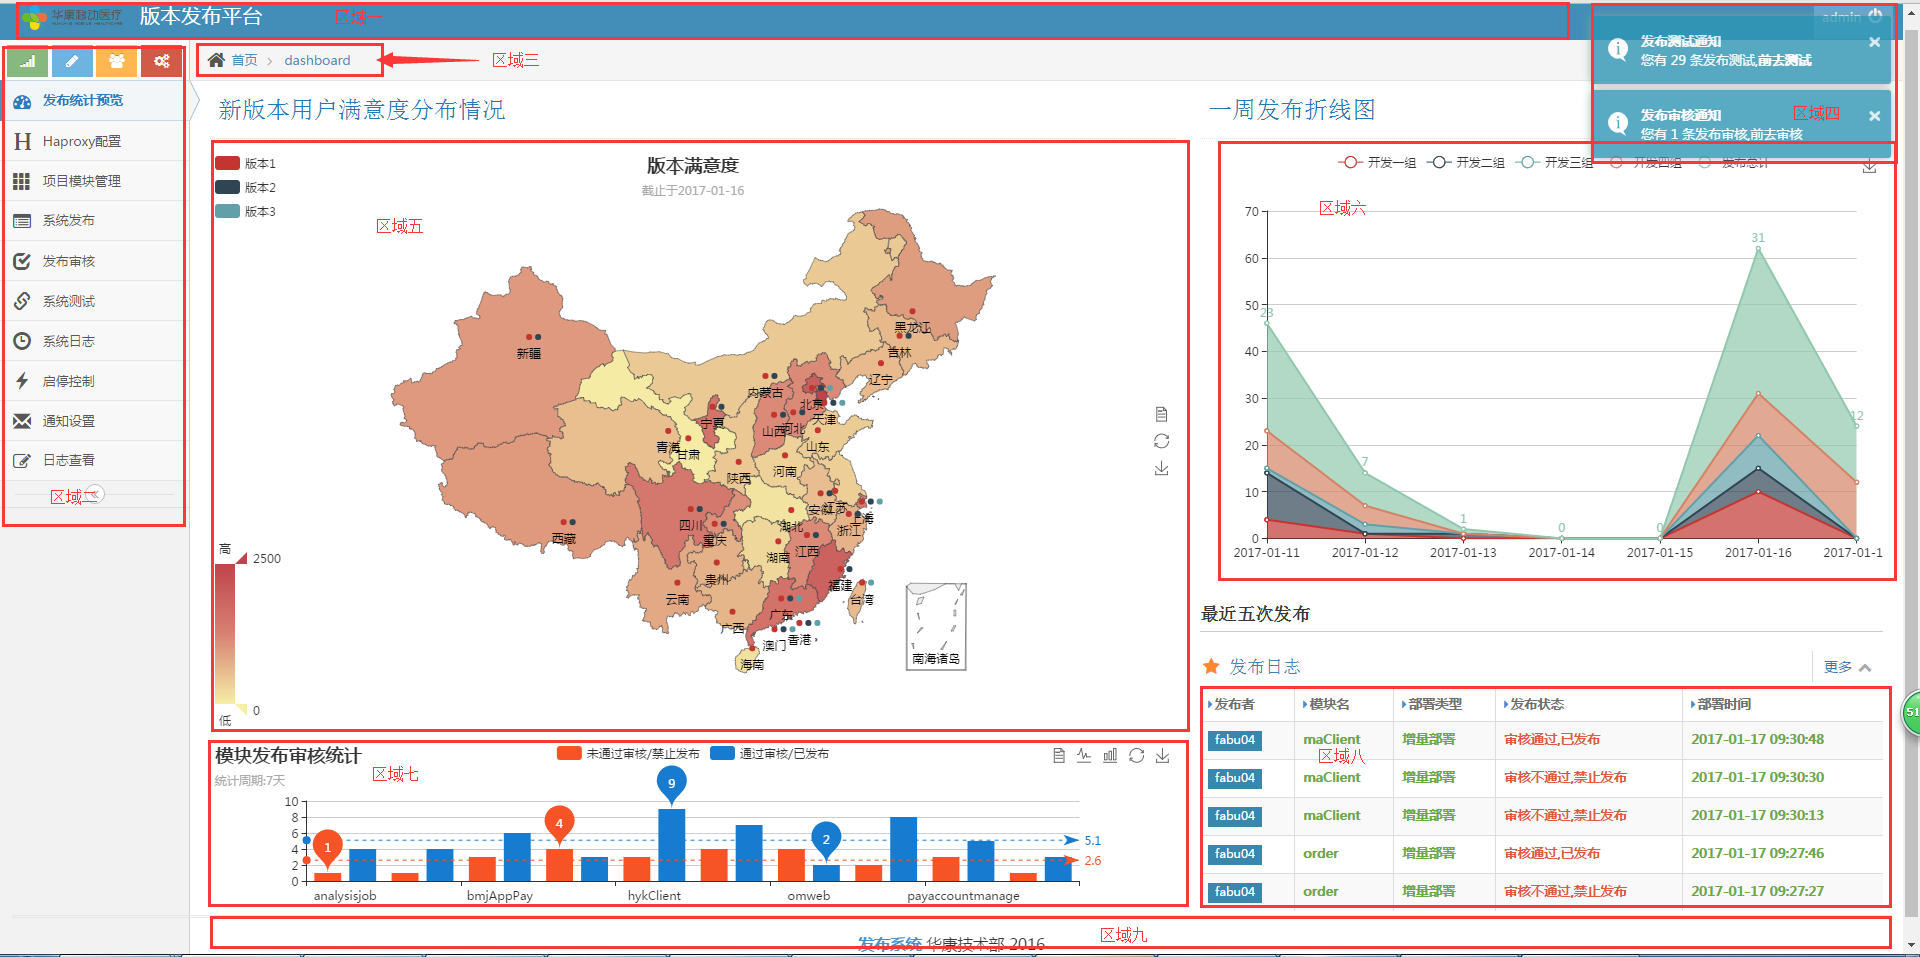 华康移动医疗
版本发布平台
区域一
admin
发布测试通知
您有 29 条发布测试,前去测试
发布审核通知
您有 1 条发布审核,前去审核
区域四
首页
dashboard
区域三
发布统计预览
Haproxy配置
项目模块管理
系统发布
发布审核
系统测试
系统日志
启停控制
通知设置
日志查看
区域二
新版本用户满意度分布情况
版本1
版本2
版本3
版本满意度
截止于2017-01-16
区域五
黑龙江
吉林
新疆
辽宁
内蒙古
北京
天津
宁夏
山西
河北
青海
甘肃
山东
陕西
河南
四川
重庆
安徽
江苏
上海
湖北
浙江
西藏
湖南
江西
贵州
福建
云南
台湾
广东
广西
香港
澳门
海南
南海诸岛
高
2500
0
低
一周发布折线图
开发一组
开发二组
开发三组
开发四组
发布总计
区域六
70
60
50
40
30
20
10
0
23
7
1
0
0
31
12
2017-01-11
2017-01-12
2017-01-13
2017-01-14
2017-01-15
2017-01-16
2017-01-1
模块发布审核统计
统计周期:7天
区域七
未通过审核/禁止发布
通过审核/已发布
10
8
6
4
2
0
1
4
9
2
5.1
2.6
analysisjob
bmjAppPay
hykClient
omweb
payaccountmanage
最近五次发布
发布日志
更多
发布者 模块名 部署类型 发布状态 部署时间
fabu04 maClient 增量部署 审核通过,已发布 2017-01-17 09:30:48
区域八
fabu04 maClient 增量部署 审核不通过,禁止发布 2017-01-17 09:30:30
fabu04 maClient 增量部署 审核不通过,禁止发布 2017-01-17 09:30:13
fabu04 order 增量部署 审核通过,已发布 2017-01-17 09:27:46
fabu04 order 增量部署 审核不通过,禁止发布 2017-01-17 09:27:27
51
发布系统 华康技术部 2016
区域九